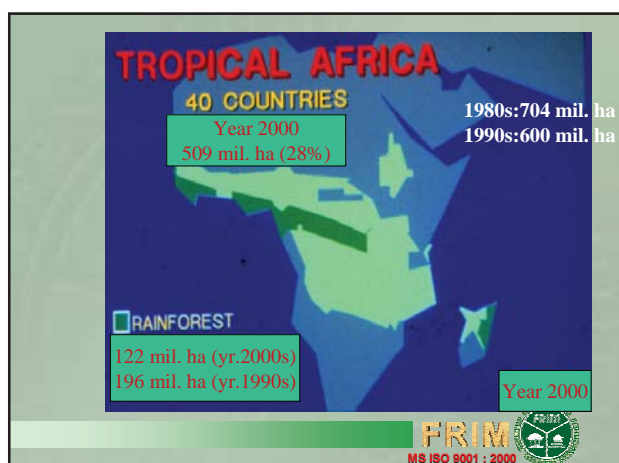 TROPICAL AFRICA
40 COUNTRIES
1980s:704 mil. ha
1990s:600 mil. ha
Year 2000
509 mil. ha (28%)
RAINFOREST
122 mil. ha (yr.2000s)
196 mil. ha (yr.1990s)
Year 2000
FRIM
FRIM
MS ISO 9001 : 2000